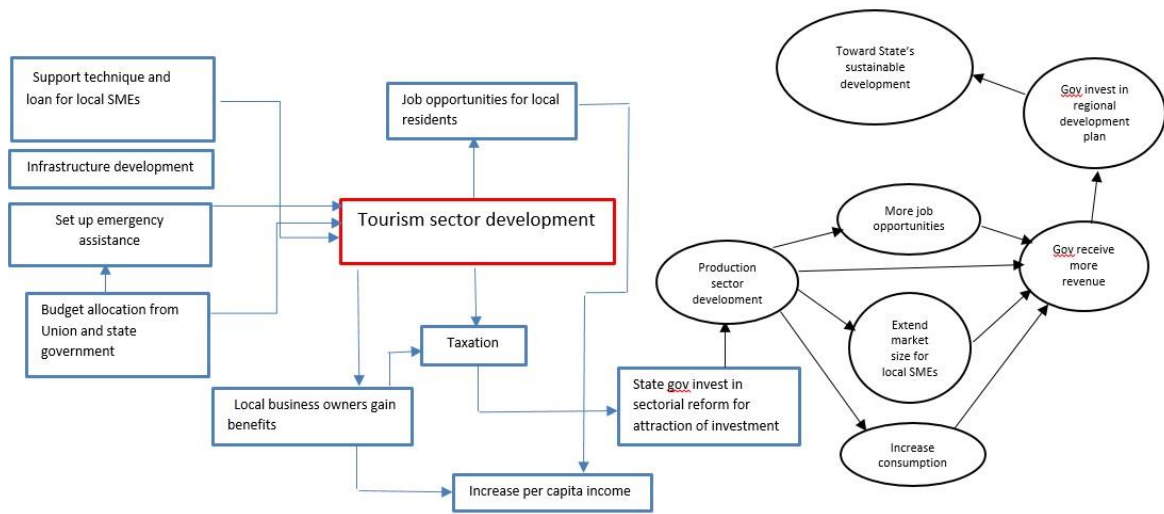 Support technique and
loan for local SMEs
Infrastructure development
Set up emergency
assistance
Budget allocation from
Union and state
government
Job opportunities for local
residents
Tourism sector development
Taxation
Local business owners gain
benefits
Increase per capita income
State gov invest in
sectorial reform for
attraction of investment
Production
sector
development
More job
opportunities
Extend
market
size for
local SMEs
Increase
consumption
Gov receive
more
revenue
Gov invest in
regional
development
plan
Toward State's
sustainable
development